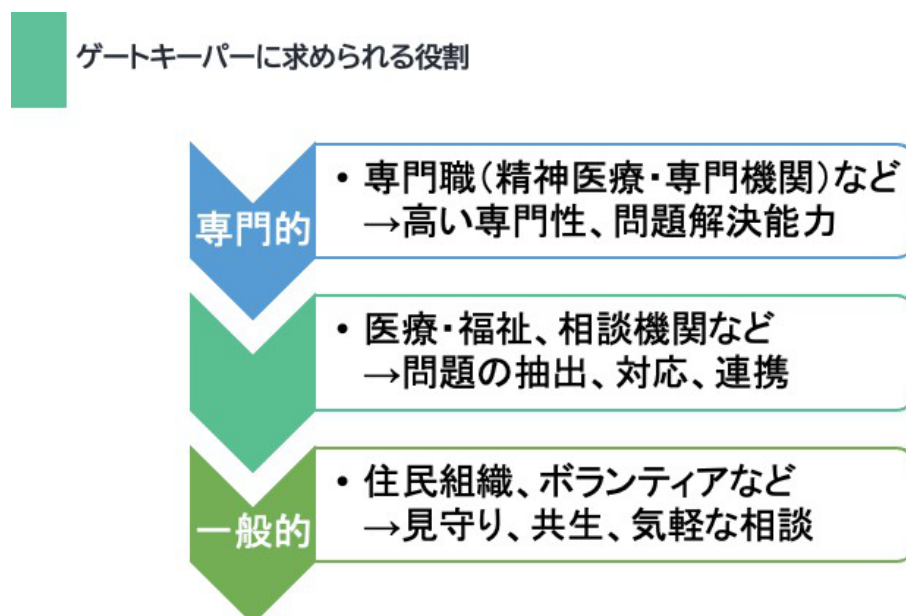 ゲートキーパーに求められる役割
専門的
・専門職（精神医療・専門機関）など
→高い専門性、問題解決能力
・医療・福祉、相談機関など
→問題の抽出、対応、連携
一般的
・住民組織、ボランティアなど
→見守り、共生、気軽な相談